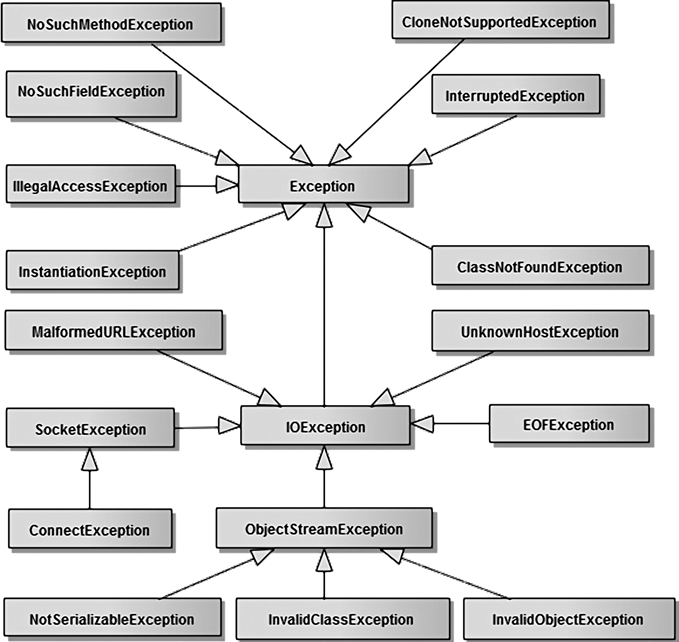 NoSuchMethodException
CloneNotSupportedException
NoSuchFieldException
InterruptedException
IllegalAccessException
Exception
InstantiationException
ClassNotFoundException
MalformedURLException
UnknownHostException
SocketException
IOException
EOFException
ConnectException
ObjectStreamException
NotSerializableException
InvalidClassException
InvalidObjectException